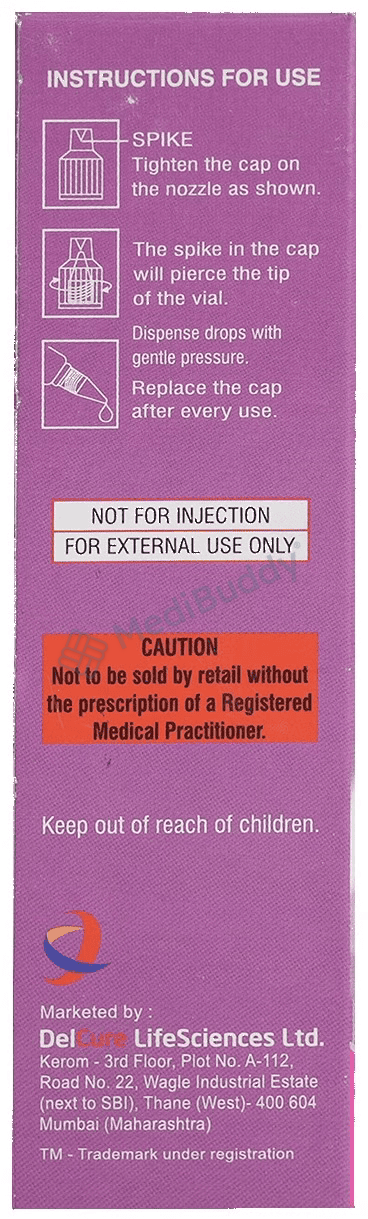 INSTRUCTIONS FOR USE
SPIKE
Tighten the cap on
the nozzle as shown.
The spike in the cap
will pierce the tip
of the vial.
Dispense drops with
gentle pressure.
Replace the cap
after every use.
NOT FOR INJECTION
FOR EXTERNAL USE ONLY
MediBuddy
CAUTION
Not to be sold by retail without
the prescription of a Registered
Medical Practitioner.
Keep out of reach of children.
Marketed by :
DelCure LifeSciences Ltd.
Kerom - 3rd Floor, Plot No. A-112,
Road No. 22, Wagle Industrial Estate
(next to SBI), Thane (West)- 400 604
Mumbai (Maharashtra)
TM - Trademark under registration